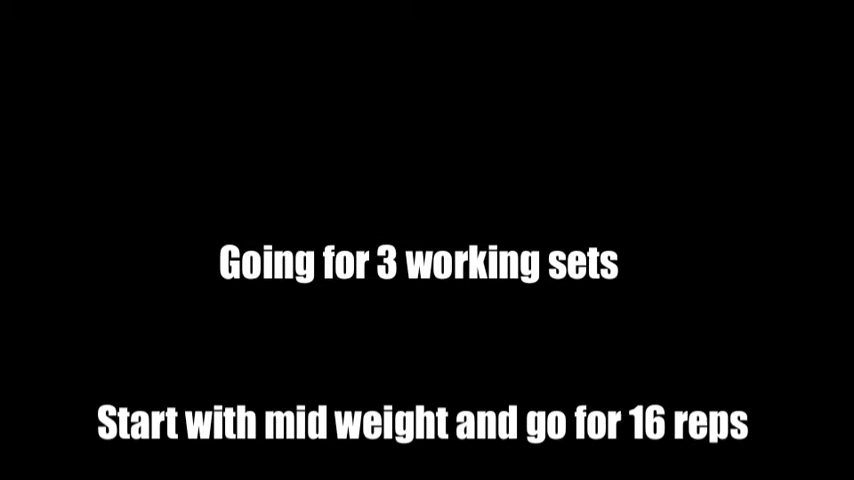 Going for 3 working sets
Start with mid weight and go for 16 reps